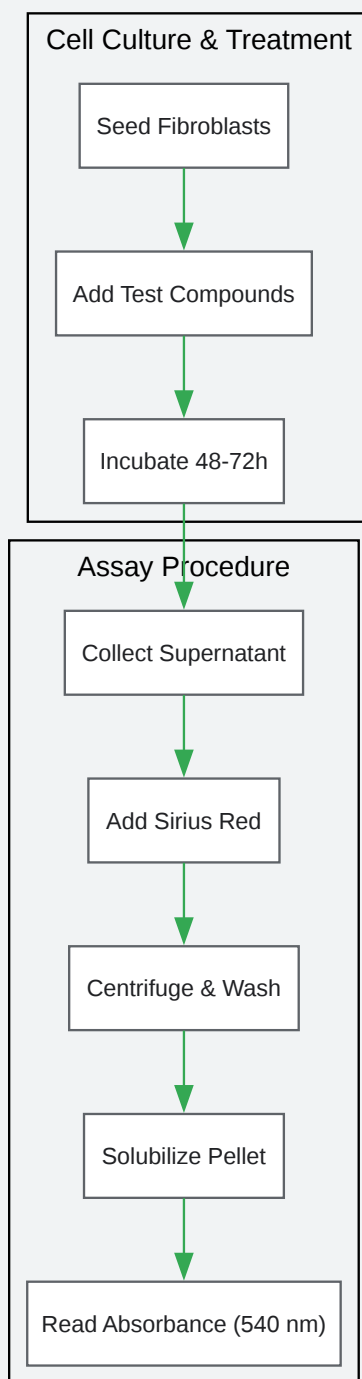 Cell Culture & Treatment
Seed Fibroblasts
Add Test Compounds
Incubate 48-72h
Assay Procedure
Collect Supernatant
Add Sirius Red
Centrifuge & Wash
Solubilize Pellet
Read Absorbance (540 nm)